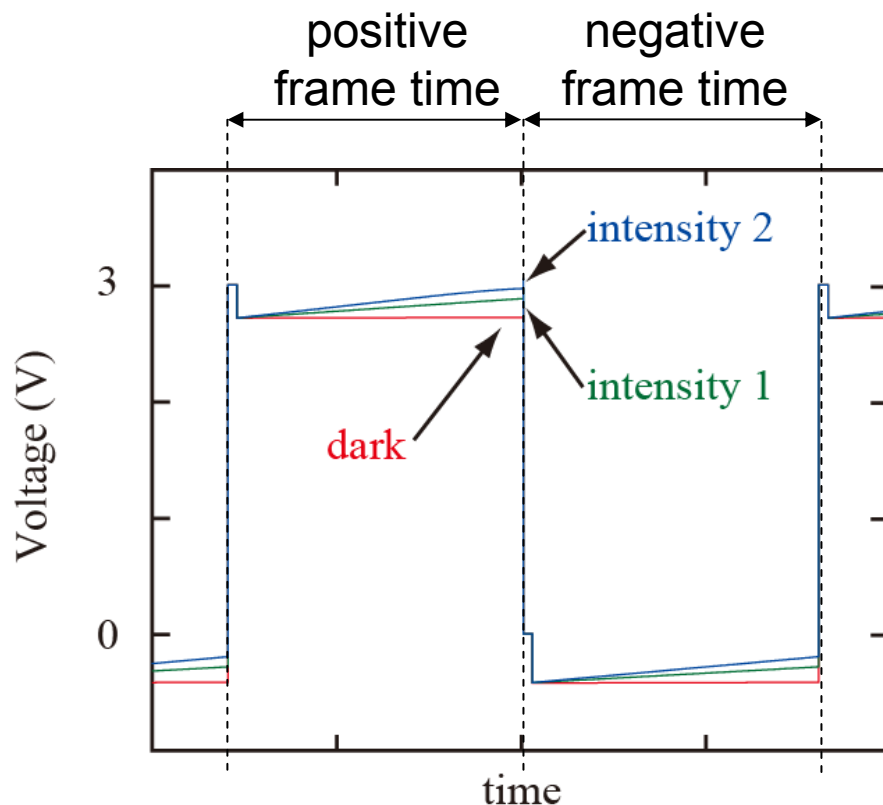 positive
frame time
negative
frame time
intensity 2
3
intensity 1
dark
Voltage (V)
0
time